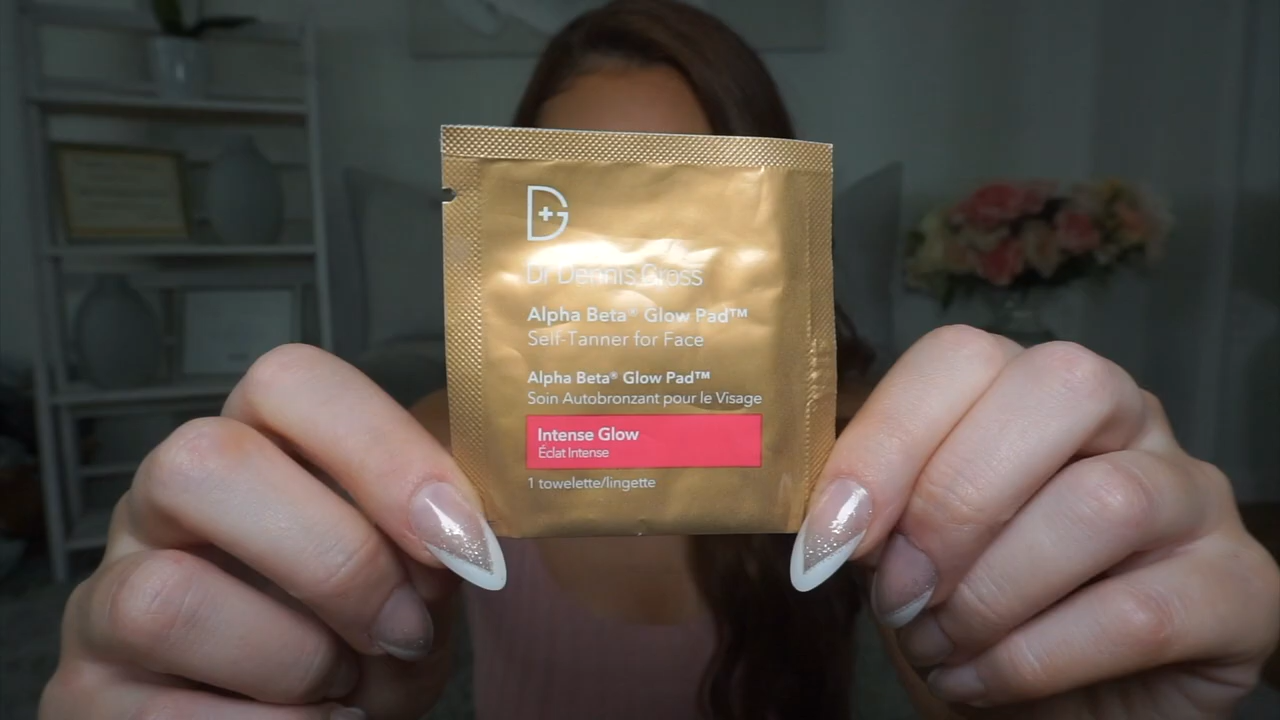 D+G
Dr Dennis Gross
Alpha Beta® Glow Pad™
Self-Tanner for Face
Alpha Beta® Glow Pad™
Soin Autobronzant pour le Visage
Intense Glow
Éclat Intense
1 towelette/lingette